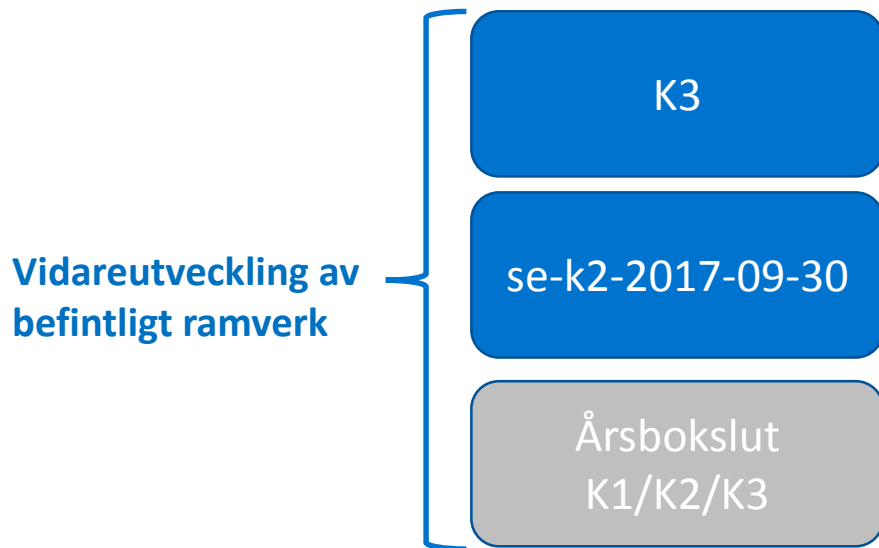 K3
Vidareutveckling av
befintligt ramverk
se-k2-2017-09-30
Årsbokslut
K1/K2/K3